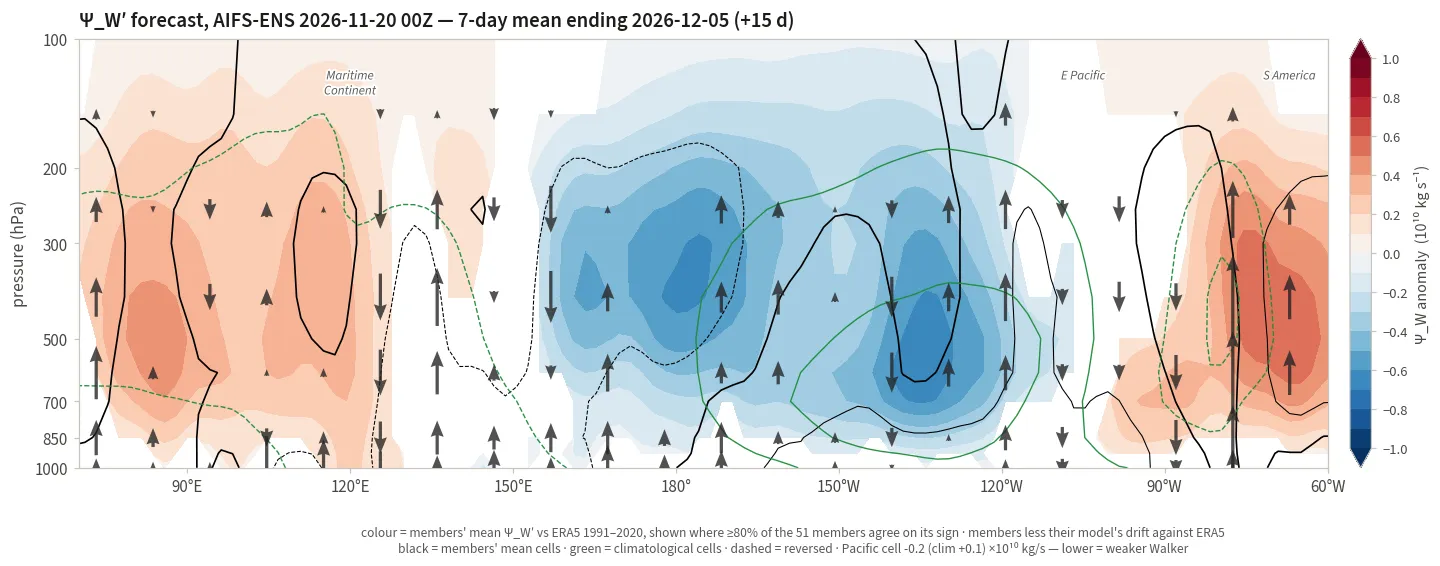 Ψ_W′ forecast, AIFS-ENS 2026-11-20 00Z — 7-day mean ending 2026-12-05 (+15 d)
100
200
300
400
500
700
850
1000
pressure (hPa)
Maritime
Continent
E Pacific
S America
90°E
120°E
150°E
180°
150°W
120°W
90°W
60°W
1.0
0.8
0.6
0.4
0.2
0.0
−0.2
−0.4
−0.6
−0.8
−1.0
Ψ_W anomaly (10¹⁰ kg s⁻¹)
colour = members' mean Ψ_W′ vs ERA5 1991–2020, shown where ≥80% of the 51 members agree on its sign · members less their model's drift against ERA5
black = members' mean cells · green = climatological cells · dashed = reversed · Pacific cell -0.2 (clim +0.1) ×10¹⁰ kg/s — lower = weaker Walker